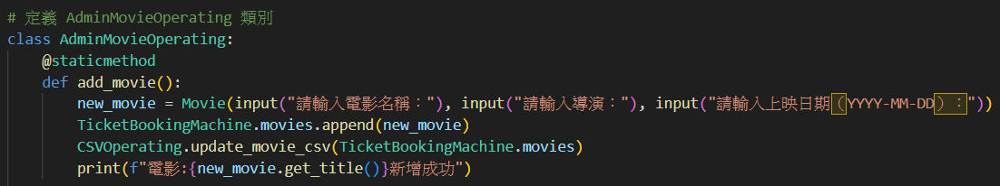 # 定義 AdminMovieOperating 類別
class AdminMovieOperating:
    @staticmethod
    def add_movie():
        new_movie = Movie(input("請輸入電影名稱："), input("請輸入導演："), input("請輸入上映日期（YYYY-MM-DD）："))
        TicketBookingMachine.movies.append(new_movie)
        CSVOperating.update_movie_csv(TicketBookingMachine.movies)
        print(f"電影:{new_movie.get_title()}新增成功")